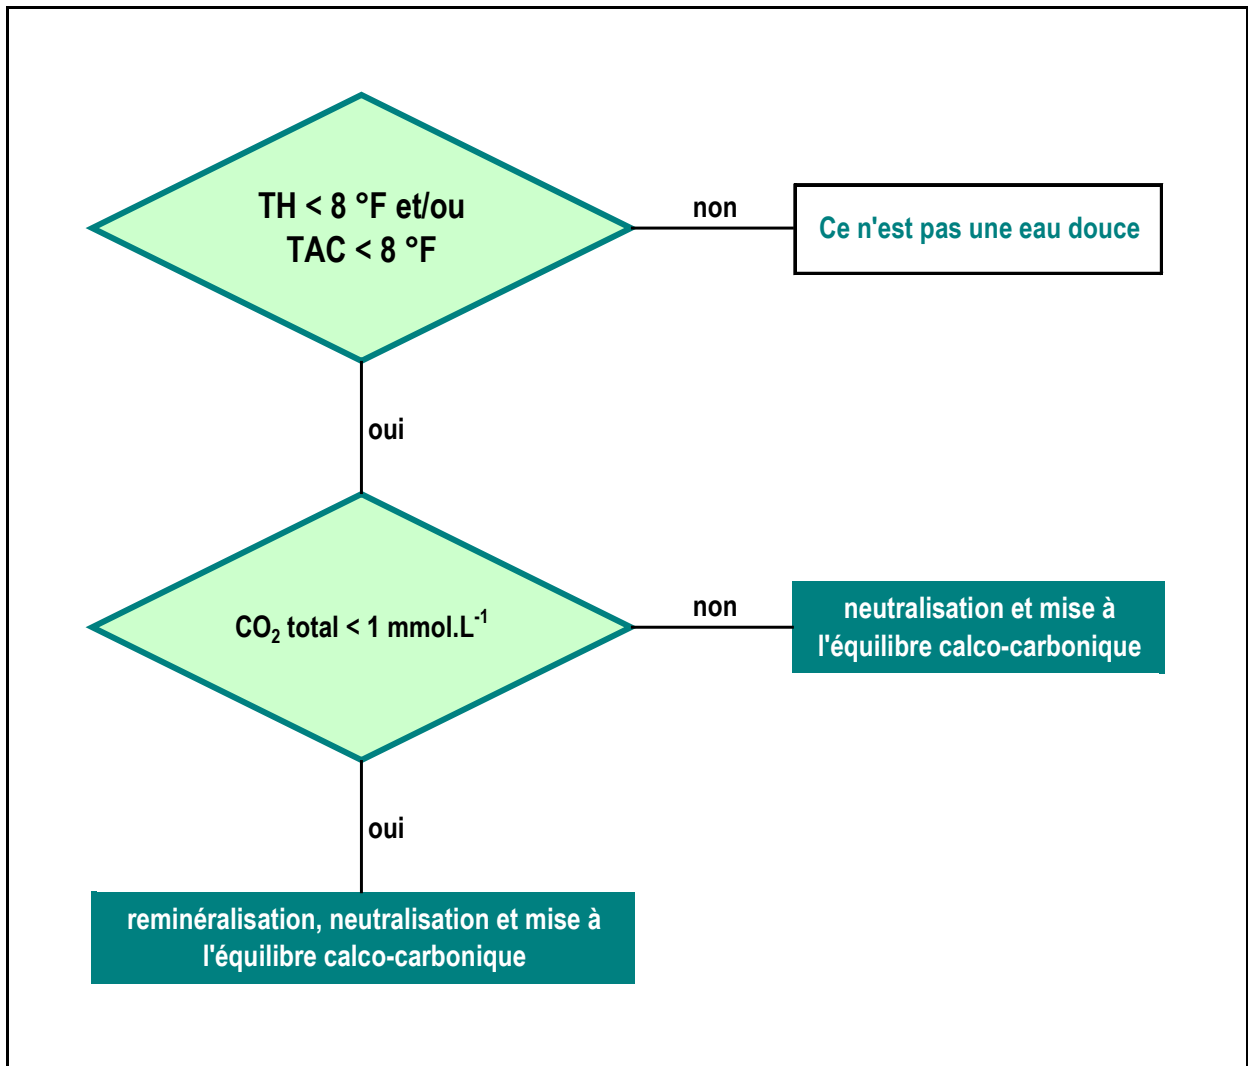 TH < 8 °F et/ou
TAC < 8 °F
non
Ce n'est pas une eau douce
oui
CO₂ total < 1 mmol.L⁻¹
non
neutralisation et mise à
l'équilibre calco-carbonique
oui
reminéralisation, neutralisation et mise à
l'équilibre calco-carbonique